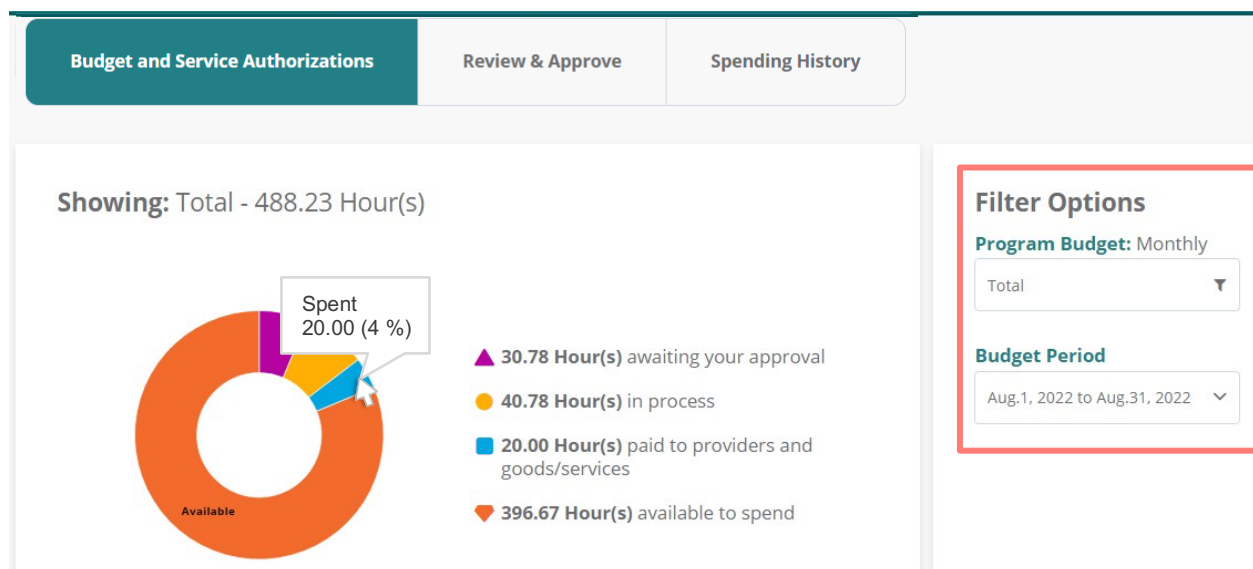 Budget and Service Authorizations
Review & Approve
Spending History
Showing: Total - 488.23 Hour(s)
Spent
20.00 (4 %)
Available
30.78 Hour(s) awaiting your approval
40.78 Hour(s) in process
20.00 Hour(s) paid to providers and
goods/services
396.67 Hour(s) available to spend
Filter Options
Program Budget: Monthly
Total
Budget Period
Aug.1, 2022 to Aug.31, 2022